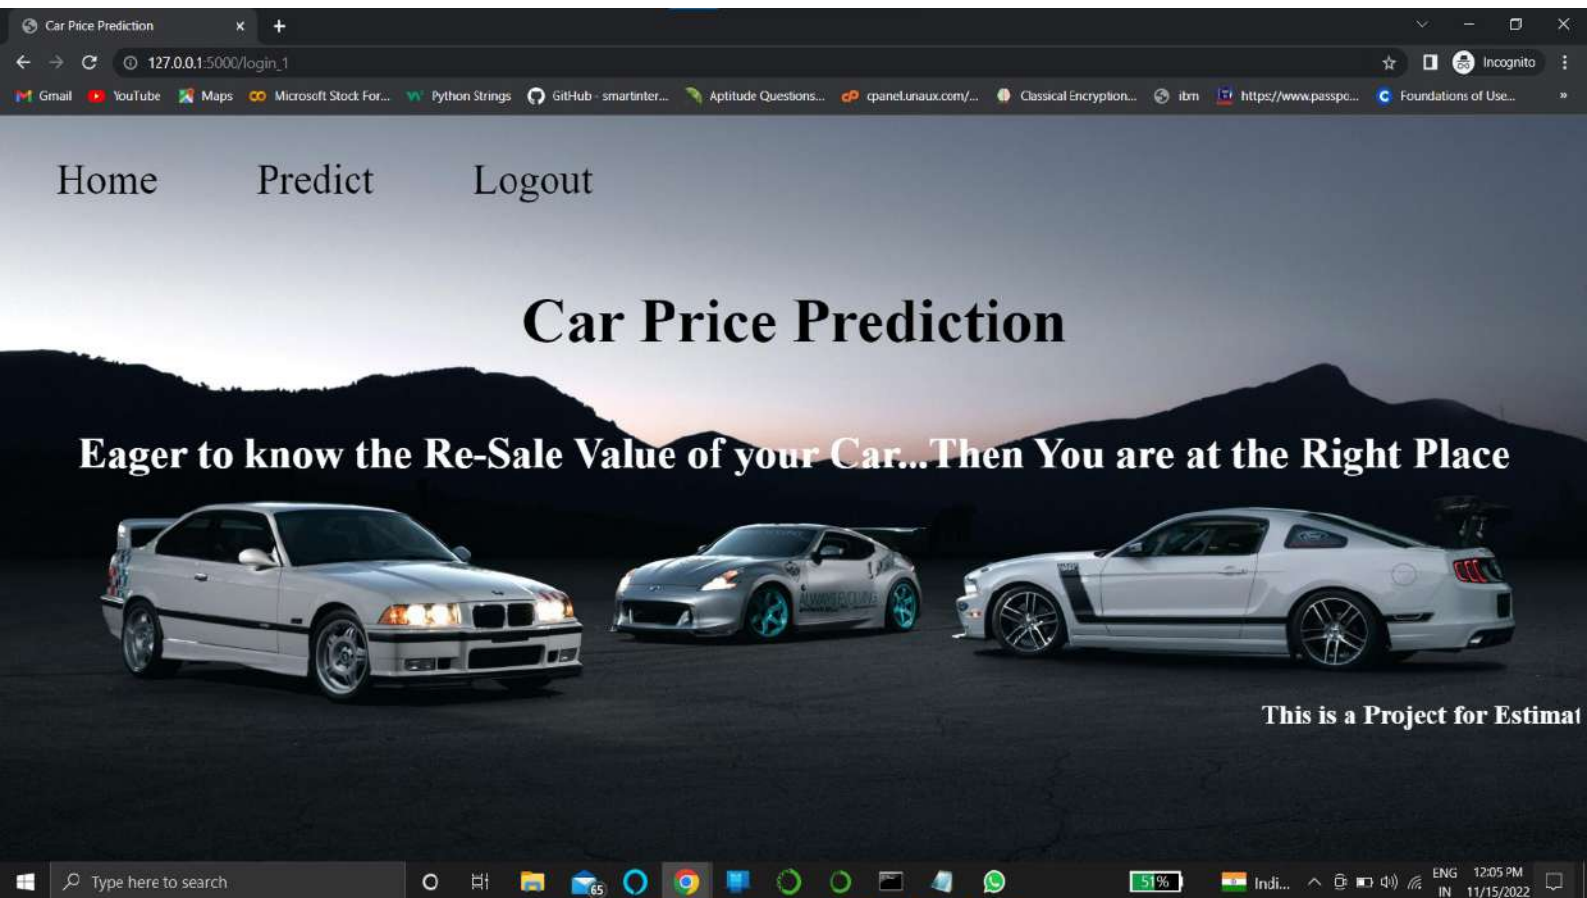 Car Price Prediction
127.0.0.1:5000/login_1
Incognito
Gmail YouTube Maps Microsoft Stock For... Python Strings GitHub - smartinter... Aptitude Questions... cpanel.unaux.com/... Classical Encryption... ibm https://www.passpo... Foundations of Use... »
Home Predict Logout
Car Price Prediction
Eager to know the Re-Sale Value of your Car...Then You are at the Right Place
ALWAYS EVOLVING
This is a Project for Estimat
Type here to search
65
51%
Indi...
ENG 12:05 PM
IN 11/15/2022